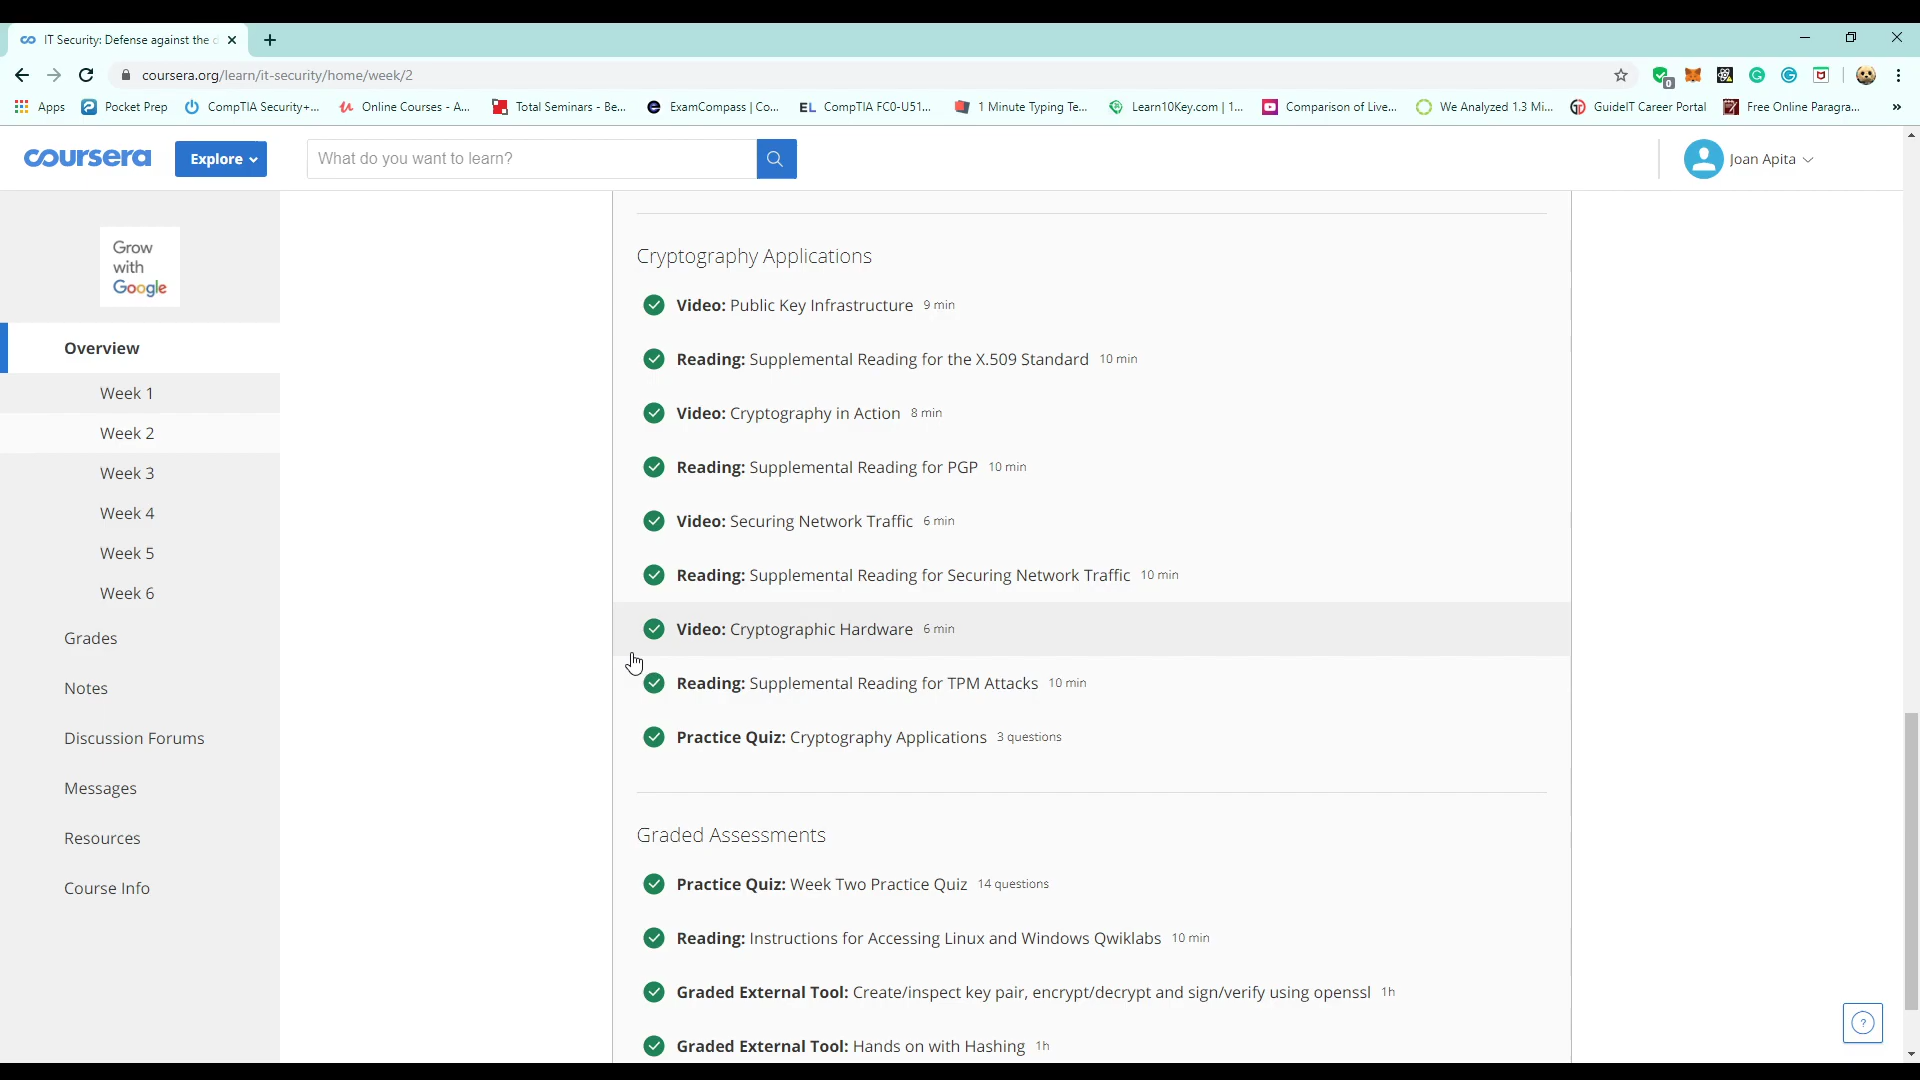 IT Security: Defense against the d
coursera.org/learn/it-security/home/week/2
0
Apps
Pocket Prep
CompTIA Security+...
Online Courses - A...
Total Seminars - Be...
ExamCompass | Co...
EL CompTIA FC0-U51...
1 Minute Typing Te...
Learn10Key.com | 1...
Comparison of Live...
We Analyzed 1.3 Mi...
GuideIT Career Portal
Free Online Paragra...
»
coursera
Explore
What do you want to learn?
Joan Apita
Grow
with
Google
Overview
Week 1
Week 2
Week 3
Week 4
Week 5
Week 6
Grades
Notes
Discussion Forums
Messages
Resources
Course Info
Cryptography Applications
Video: Public Key Infrastructure 9 min
Reading: Supplemental Reading for the X.509 Standard 10 min
Video: Cryptography in Action 8 min
Reading: Supplemental Reading for PGP 10 min
Video: Securing Network Traffic 6 min
Reading: Supplemental Reading for Securing Network Traffic 10 min
Video: Cryptographic Hardware 6 min
Reading: Supplemental Reading for TPM Attacks 10 min
Practice Quiz: Cryptography Applications 3 questions
Graded Assessments
Practice Quiz: Week Two Practice Quiz 14 questions
Reading: Instructions for Accessing Linux and Windows Qwiklabs 10 min
Graded External Tool: Create/inspect key pair, encrypt/decrypt and sign/verify using openssl 1h
Graded External Tool: Hands on with Hashing 1h
?